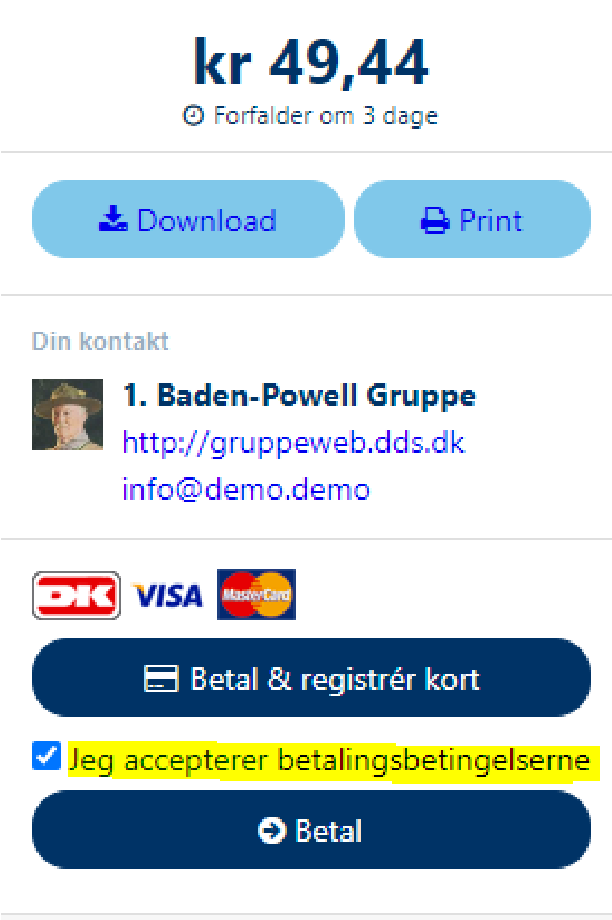 kr 49,44
Forfalder om 3 dage
Download
Print
Din kontakt
1. Baden-Powell Gruppe
http://gruppeweb.dds.dk
info@demo.demo
DK VISA MasterCard
Betal & registrér kort
Jeg accepterer betalingsbetingelserne
Betal